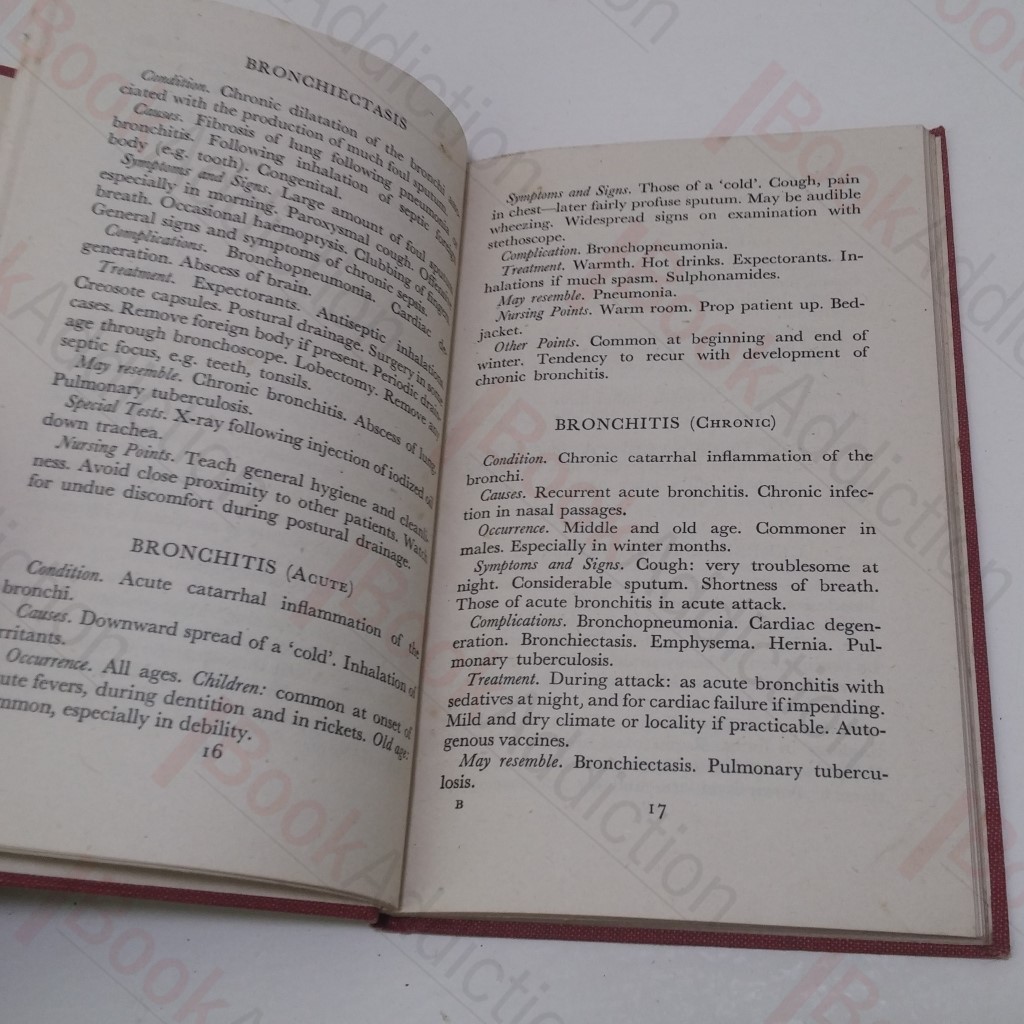 BRONCHIECTASIS
Condition. Chronic dilatation of the bronchi asso-
ciated with the production of much foul sputum.
Causes. Fibrosis of lung following pneumonia or
bronchitis. Following inhalation of septic foreign
body (e.g. tooth). Congenital.
Symptoms and Signs. Large amount of foul sputum,
especially in morning. Paroxysmal cough. Offensive
breath. Occasional haemoptysis. Clubbing of fingers.
General signs and symptoms of chronic sepsis.
Complications. Bronchopneumonia. Cardiac de-
generation. Abscess of brain.
Treatment. Expectorants. Antiseptic inhalations.
Creosote capsules. Postural drainage. Surgery in some
cases. Remove foreign body if present. Periodic drain-
age through bronchoscope. Lobectomy. Remove any
septic focus, e.g. teeth, tonsils.
May resemble. Chronic bronchitis. Abscess of lung.
Pulmonary tuberculosis.
Special Tests. X-ray following injection of iodized oil
down trachea.
Nursing Points. Teach general hygiene and cleanli-
ness. Avoid close proximity to other patients. Watch
for undue discomfort during postural drainage.
BRONCHITIS (Acute)
Condition. Acute catarrhal inflammation of the
bronchi.
Causes. Downward spread of a ‘cold’. Inhalation of
rritants.
Occurrence. All ages. Children: common at onset of
ute fevers, during dentition and in rickets. Old age:
mmon, especially in debility.
16
Symptoms and Signs. Those of a ‘cold’. Cough, pain
in chest—later fairly profuse sputum. May be audible
wheezing. Widespread signs on examination with
stethoscope.
Complication. Bronchopneumonia.
Treatment. Warmth. Hot drinks. Expectorants. In-
halations if much spasm. Sulphonamides.
May resemble. Pneumonia.
Nursing Points. Warm room. Prop patient up. Bed-
jacket.
Other Points. Common at beginning and end of
winter. Tendency to recur with development of
chronic bronchitis.
BRONCHITIS (Chronic)
Condition. Chronic catarrhal inflammation of the
bronchi.
Causes. Recurrent acute bronchitis. Chronic infec-
tion in nasal passages.
Occurrence. Middle and old age. Commoner in
males. Especially in winter months.
Symptoms and Signs. Cough: very troublesome at
night. Considerable sputum. Shortness of breath.
Those of acute bronchitis in acute attack.
Complications. Bronchopneumonia. Cardiac degen-
eration. Bronchiectasis. Emphysema. Hernia. Pul-
monary tuberculosis.
Treatment. During attack: as acute bronchitis with
sedatives at night, and for cardiac failure if impending.
Mild and dry climate or locality if practicable. Auto-
genous vaccines.
May resemble. Bronchiectasis. Pulmonary tubercu-
losis.
B
17
BookAddiction